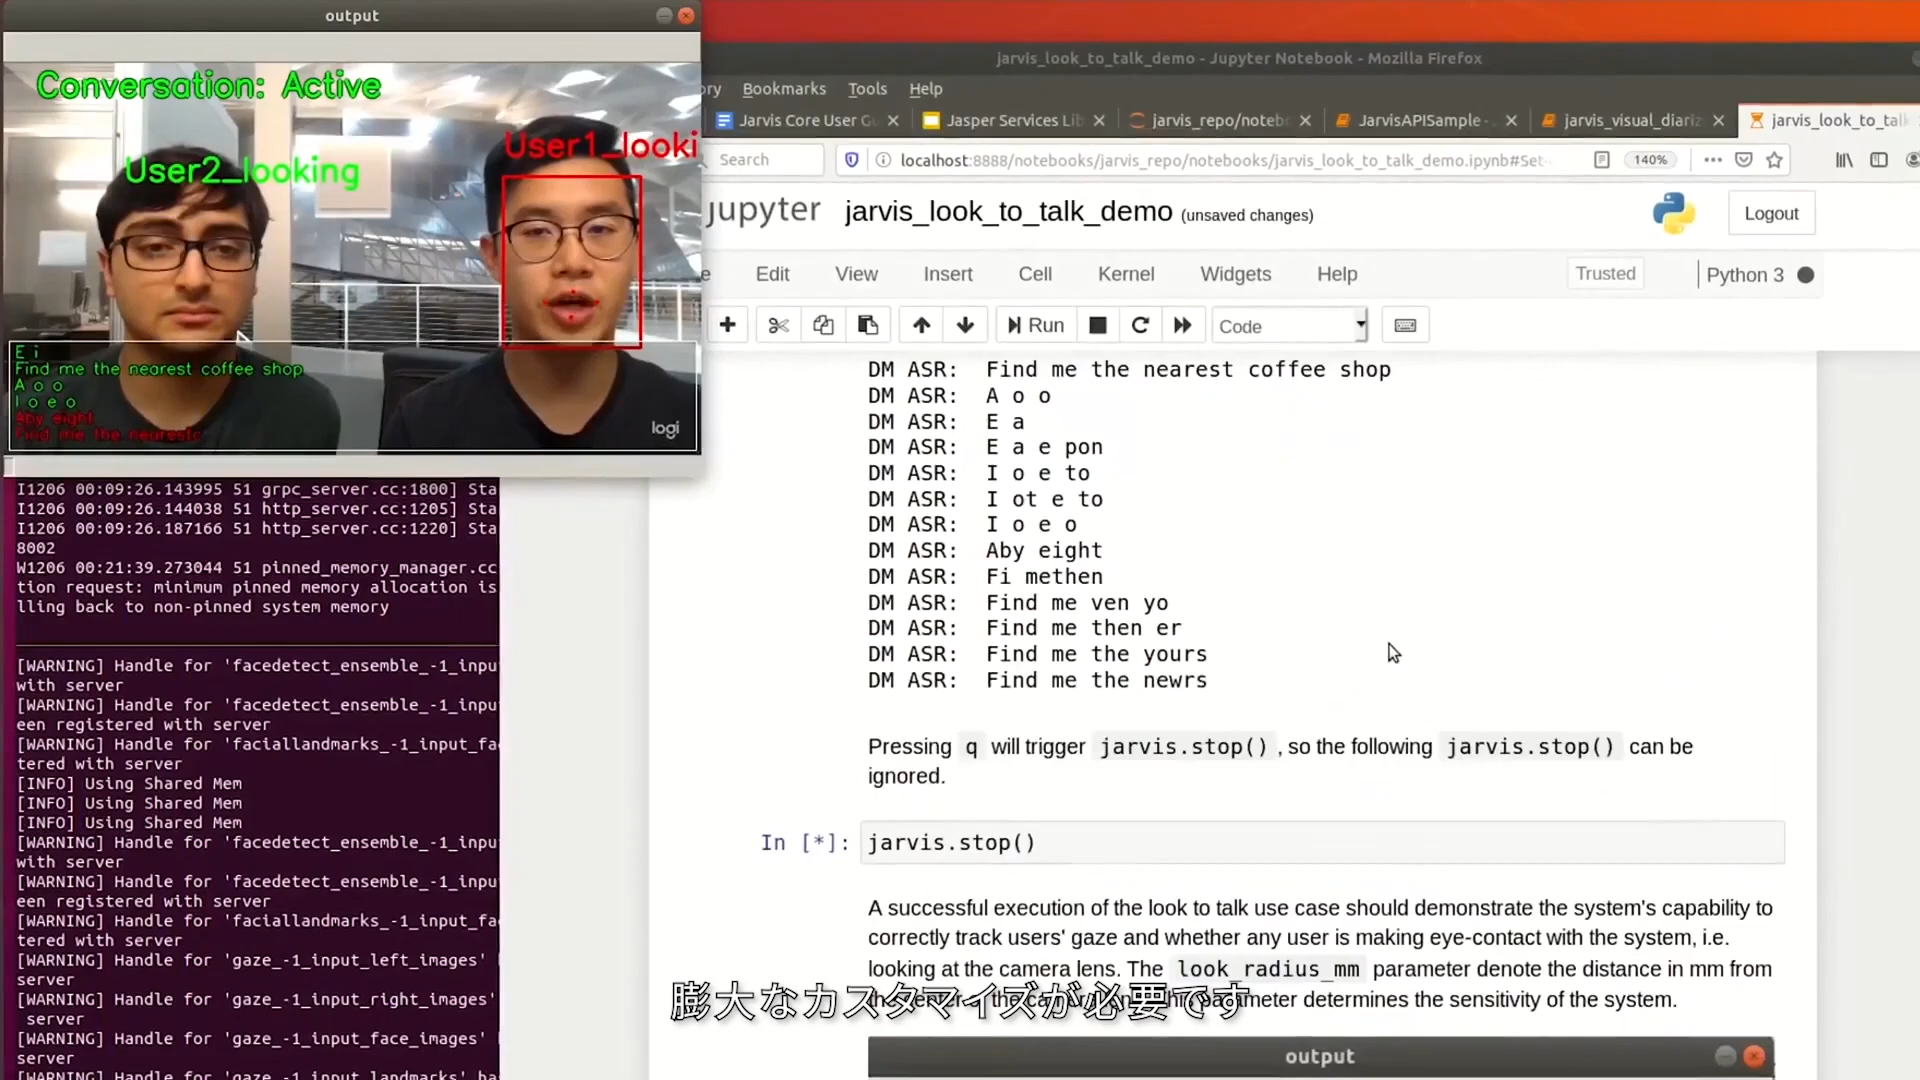 output
Conversation: Active
User2_looking
User1_looki
E i
Find me the nearest coffee shop
A o o
I o e o
Aby eight
Find me the nearestc
logi
I1206 00:09:26.143995 51 grpc_server.cc:1800] Sta
I1206 00:09:26.144038 51 http_server.cc:1205] Sta
I1206 00:09:26.187166 51 http_server.cc:1220] Sta
8002
W1206 00:21:39.273044 51 pinned_memory_manager.cc
tion request: minimum pinned memory allocation is
lling back to non-pinned system memory
[WARNING] Handle for 'facedetect_ensemble_-1_inpu
with server
[WARNING] Handle for 'facedetect_ensemble_-1_inpu
een registered with server
[WARNING] Handle for 'faciallandmarks_-1_input_fa
tered with server
[INFO] Using Shared Mem
[INFO] Using Shared Mem
[INFO] Using Shared Mem
[WARNING] Handle for 'facedetect_ensemble_-1_inpu
with server
[WARNING] Handle for 'facedetect_ensemble_-1_inpu
een registered with server
[WARNING] Handle for 'faciallandmarks_-1_input_fa
tered with server
[WARNING] Handle for 'gaze_-1_input_left_images'
server
[WARNING] Handle for 'gaze_-1_input_right_images'
server
[WARNING] Handle for 'gaze_-1_input_face_images'
server
[WARNING] Handle for 'gaze_-1_input_landmarks' ha
jarvis_look_to_talk_demo - Jupyter Notebook - Mozilla Firefox
ory Bookmarks Tools Help
Jarvis Core User Gu Jasper Services Lib jarvis_repo/noteb JarvisAPISample - jarvis_visual_diariz jarvis_look_to_talk
Search localhost:8888/notebooks/jarvis_repo/notebooks/jarvis_look_to_talk_demo.ipynb#Set- 140%
jupyter jarvis_look_to_talk_demo (unsaved changes) Logout
e Edit View Insert Cell Kernel Widgets Help Trusted Python 3
Run Code
DM ASR: Find me the nearest coffee shop
DM ASR: A o o
DM ASR: E a
DM ASR: E a e pon
DM ASR: I o e to
DM ASR: I ot e to
DM ASR: I o e o
DM ASR: Aby eight
DM ASR: Fi methen
DM ASR: Find me ven yo
DM ASR: Find me then er
DM ASR: Find me the yours
DM ASR: Find me the newrs
Pressing q will trigger jarvis.stop() , so the following jarvis.stop() can be
ignored.
In [*]: jarvis.stop()
A successful execution of the look to talk use case should demonstrate the system's capability to
correctly track users' gaze and whether any user is making eye-contact with the system, i.e.
looking at the camera lens. The look_radius_mm parameter denote the distance in mm from
parameter determines the sensitivity of the system.
膨大なカスタマイズが必要です
output